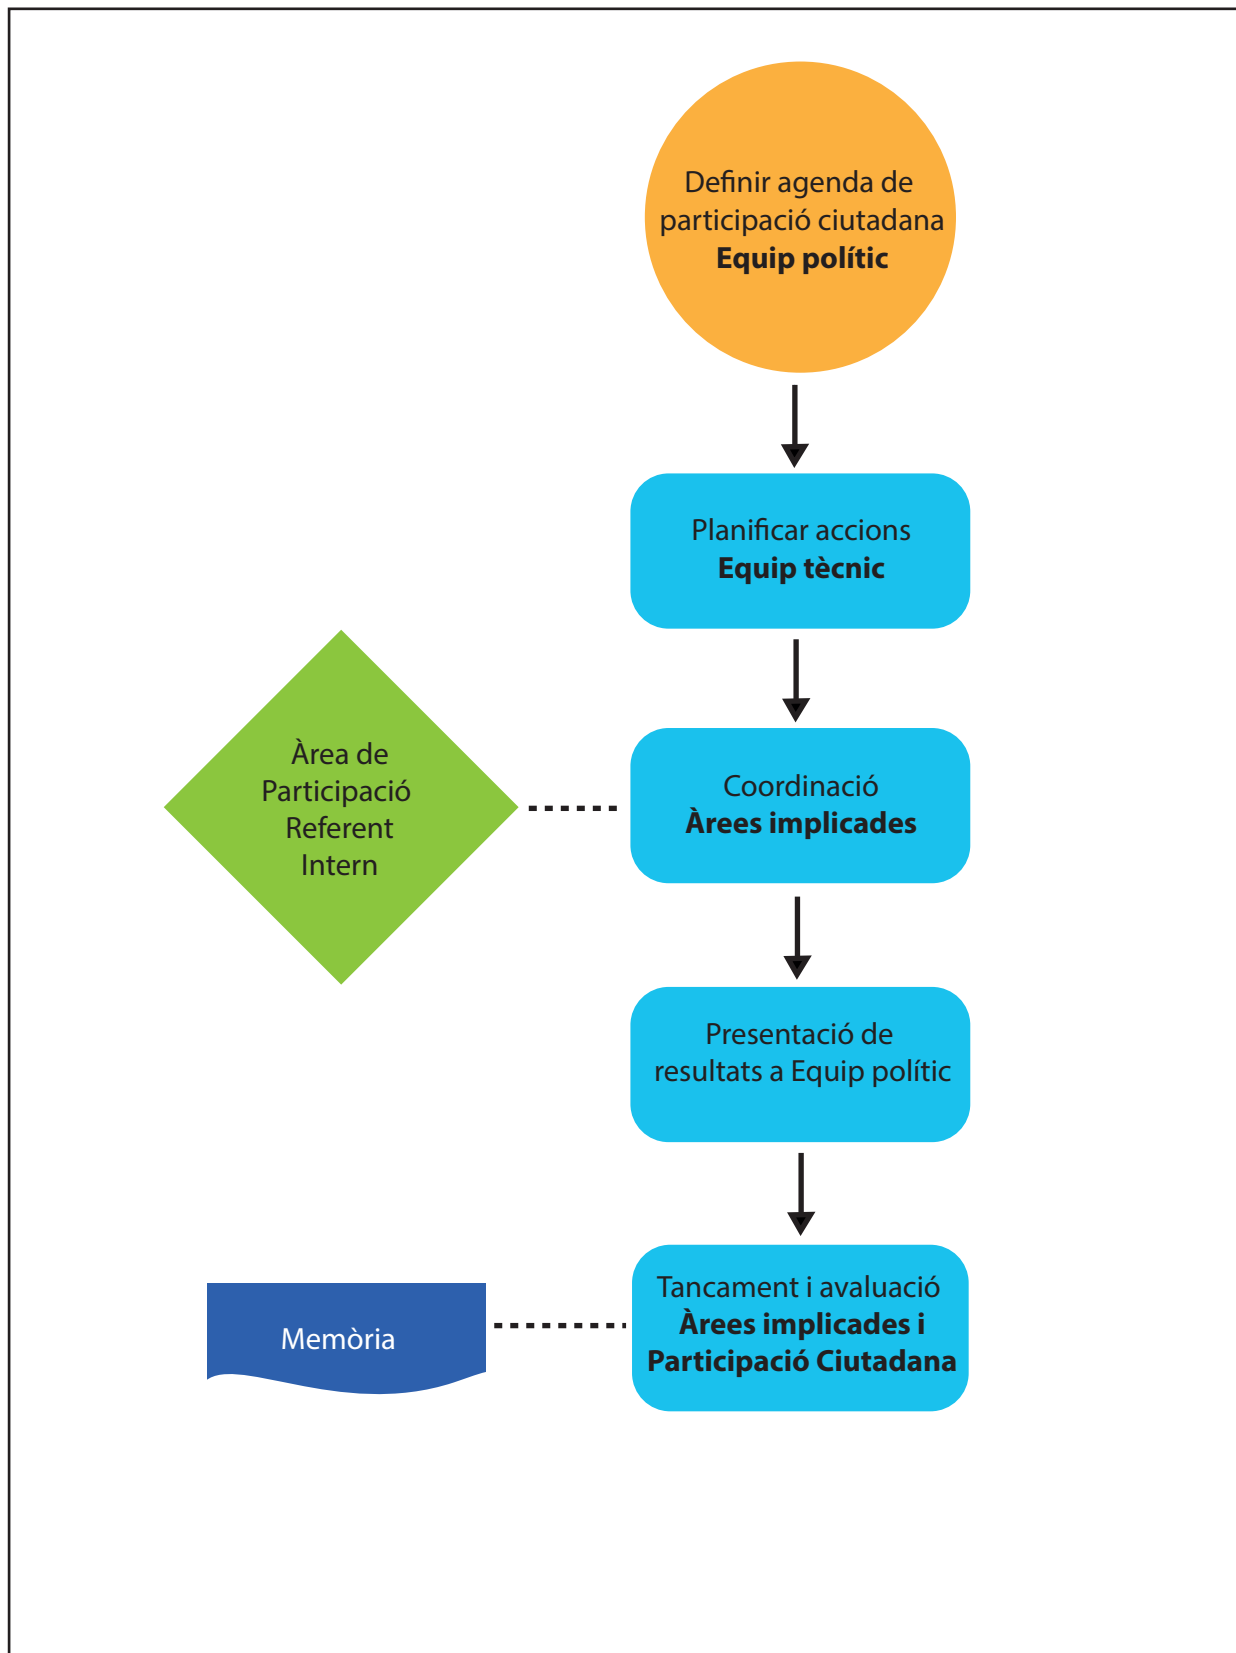 Definir agenda de
participació ciutadana
Equip polític
Planificar accions
Equip tècnic
Àrea de
Participació
Referent
Intern
Coordinació
Àrees implicades
Presentació de
resultats a Equip polític
Tancament i avaluació
Àrees implicades i
Participació Ciutadana
Memòria